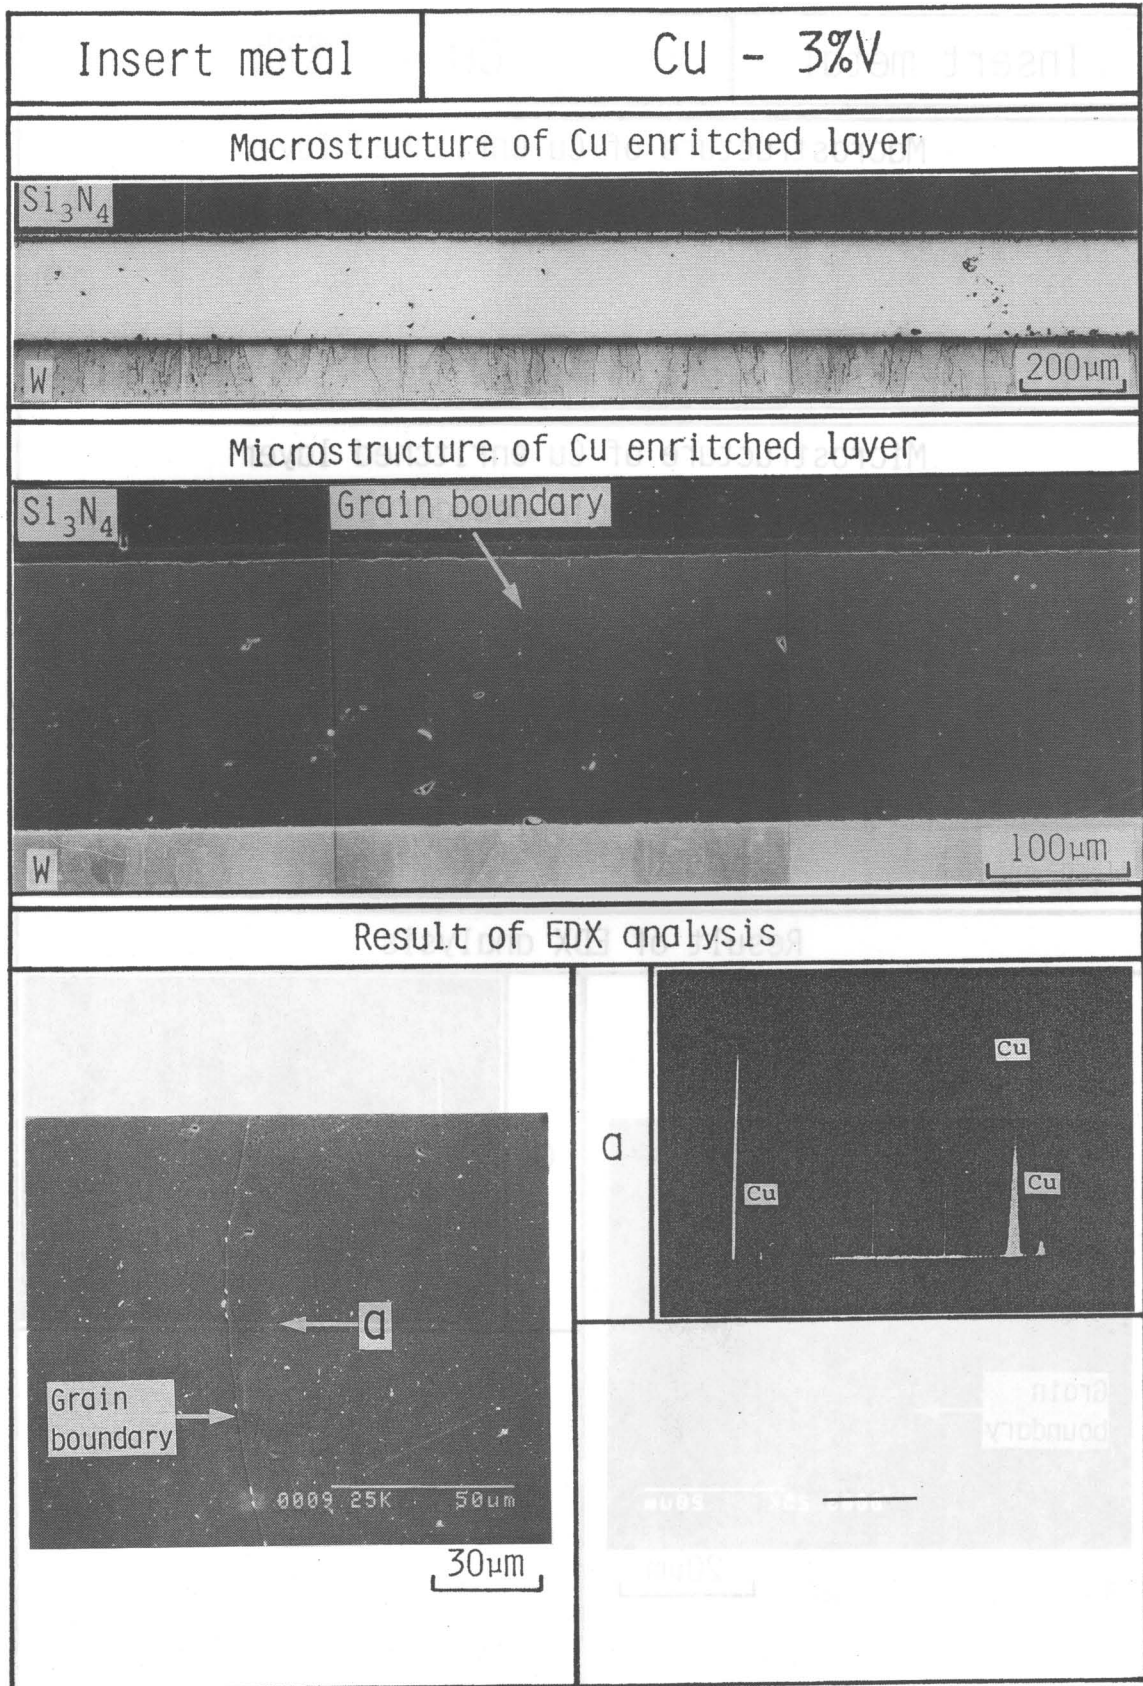 Insert metal
Cu - 3%V
Macrostructure of Cu enritched layer
Si₃N₄
W
200μm
Microstructure of Cu enritched layer
Si₃N₄
Grain boundary
W
100μm
Result of EDX analysis
a
Grain
boundary
0009 25K 50um
30μm
a
Cu
Cu
Cu